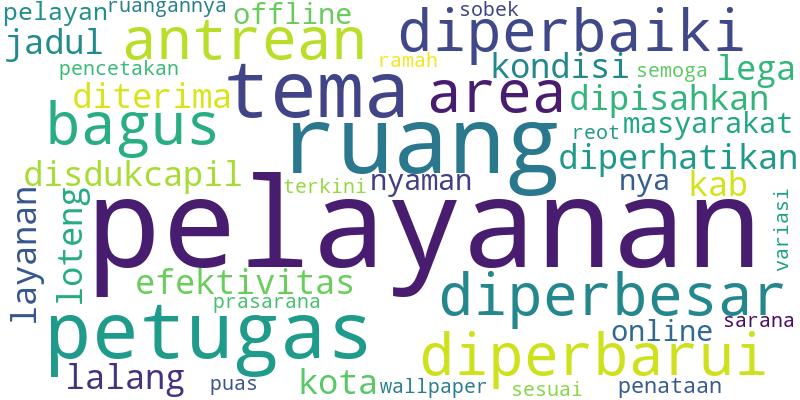 pelayan
ruangannya
offline
sobek
jadul
antrean
diperbaiki
pencetakan
ramah
kondisi
semoga
lega
diterima
tema
area
dipisahkan
bagus
ruang
reot
masyarakat
diperhatikan
disdukcapil
terkini
nyaman
nya
kab
layanan
loteng
pelayanan
variasi
efektivitas
prasarana
diperbesar
petugas
online
sarana
diperbarui
lalang
puas
kota
wallpaper
sesuai
penataan